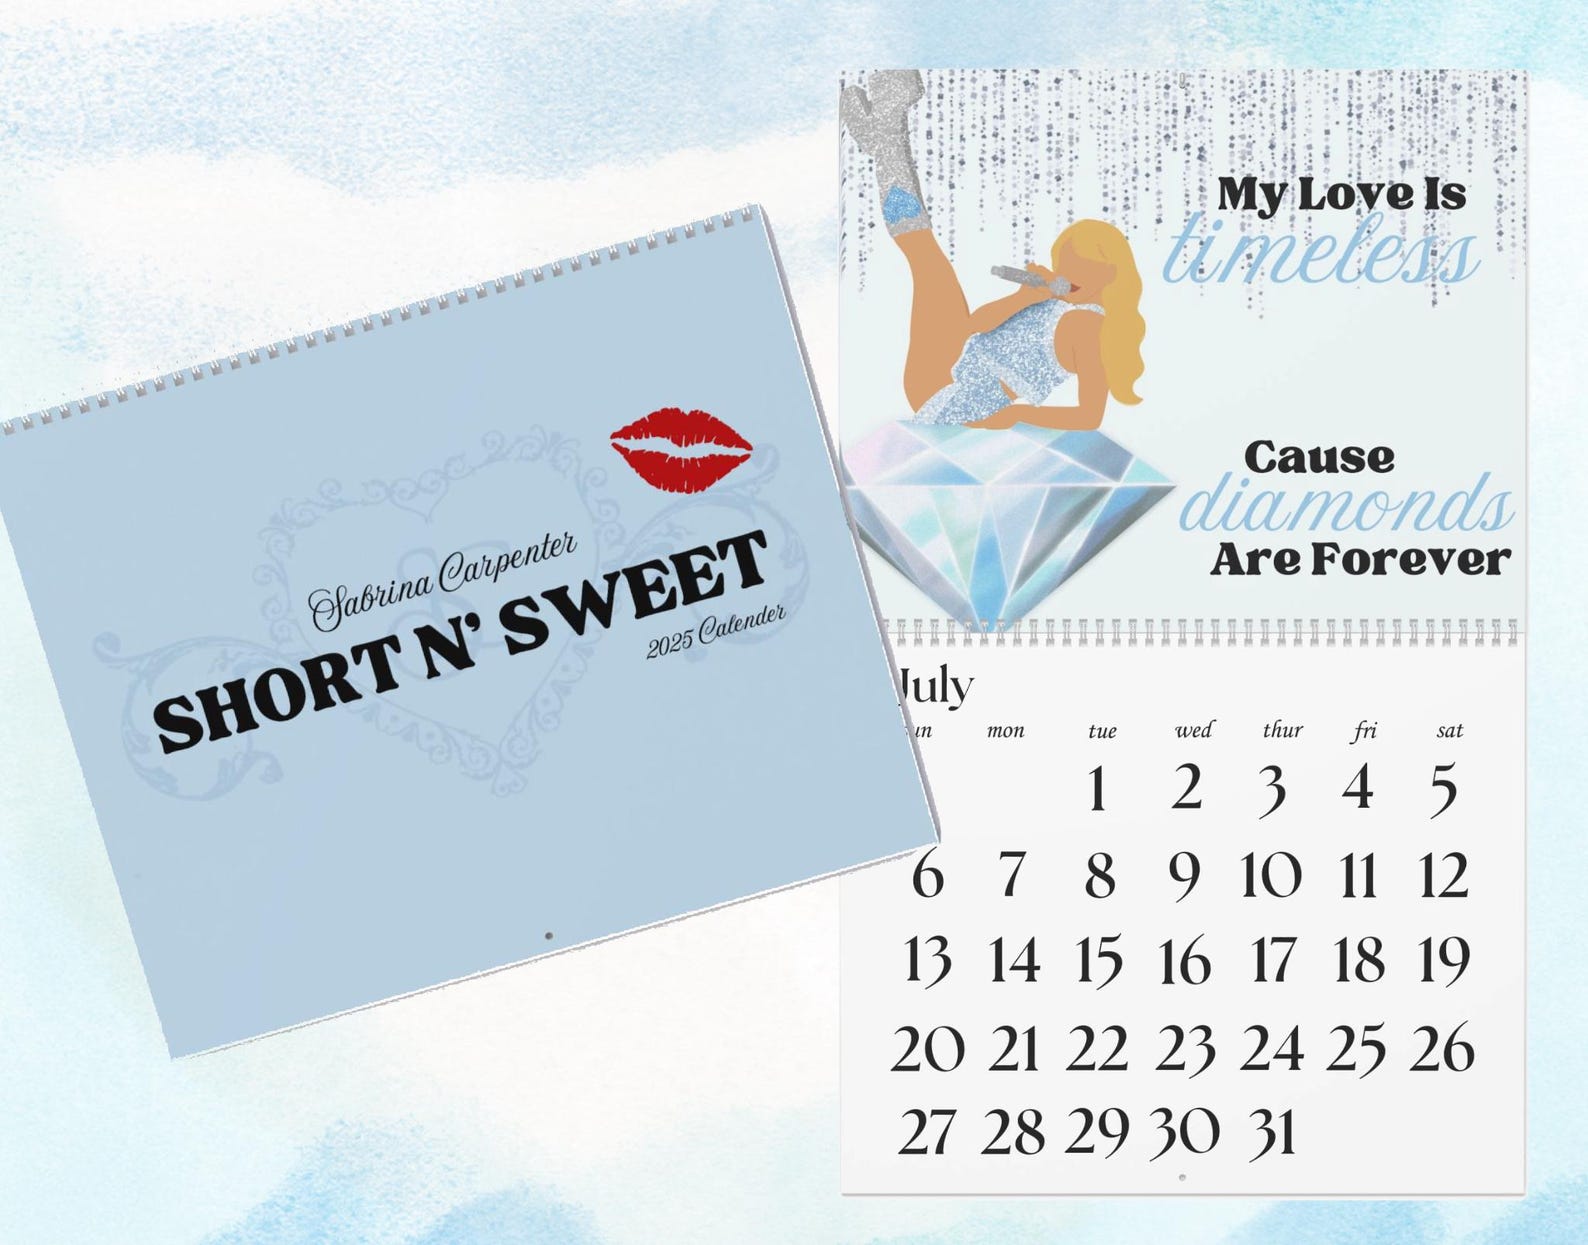 Sabrina Carpenter
SHORT N' SWEET
2025 Calender
My Love Is
timeless
Cause
diamonds
Are Forever
July
mon tue wed thur fri sat
1 2 3 4 5
6 7 8 9 10 11 12
13 14 15 16 17 18 19
20 21 22 23 24 25 26
27 28 29 30 31